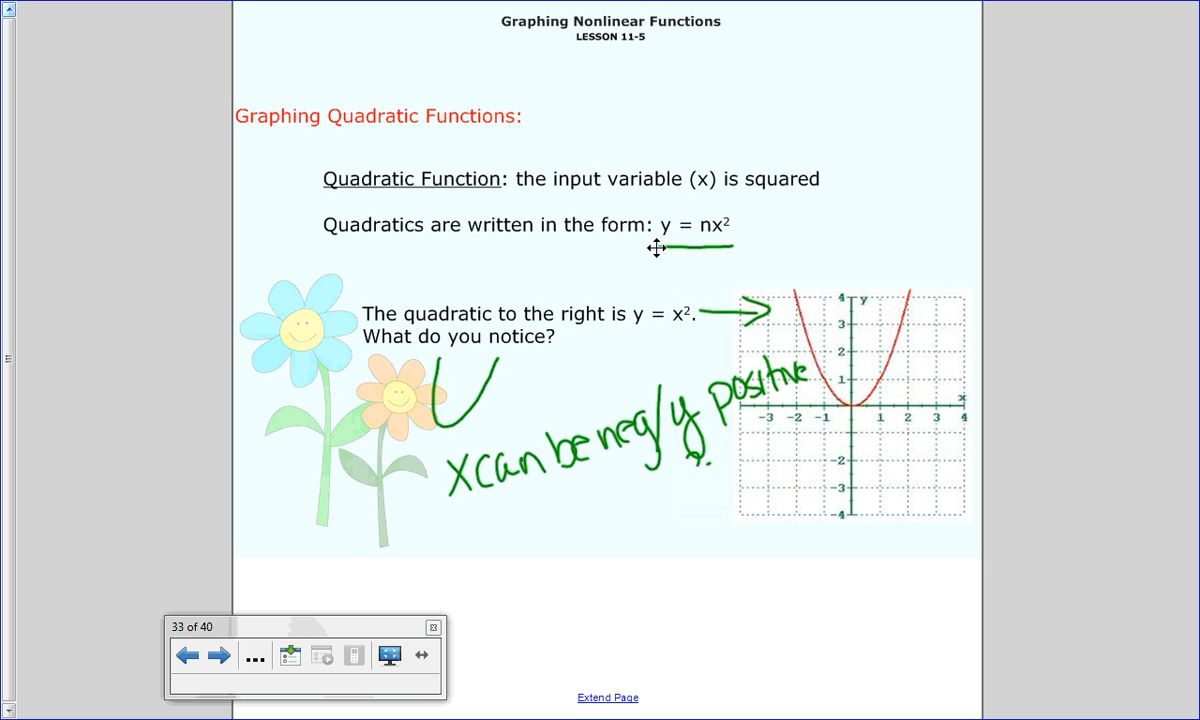 Graphing Nonlinear Functions
LESSON 11-5
Graphing Quadratic Functions:
Quadratic Function: the input variable (x) is squared
Quadratics are written in the form: y = nx²
The quadratic to the right is y = x².
What do you notice?
x can be neg/y positive
4 y
3
2
1
x
-3 -2 -1 1 2 3 4
-2
-3
-4
33 of 40
...
Extend Page